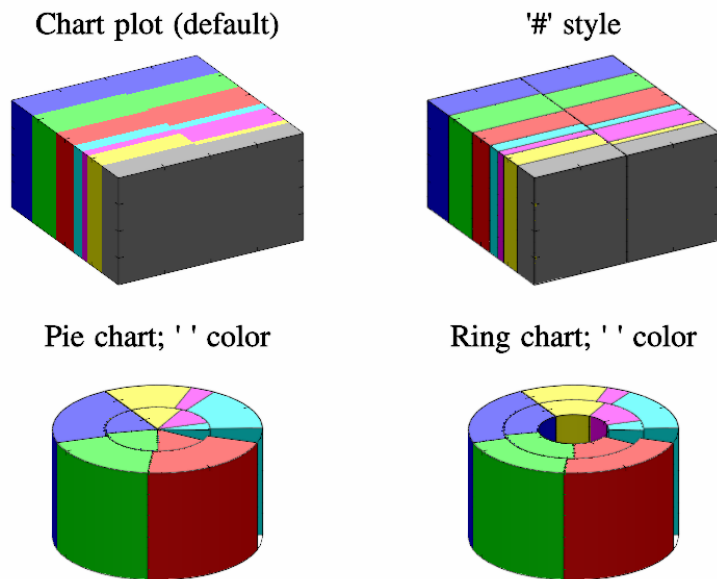 Chart plot (default)
'#' style
Pie chart; ' ' color
Ring chart; ' ' color